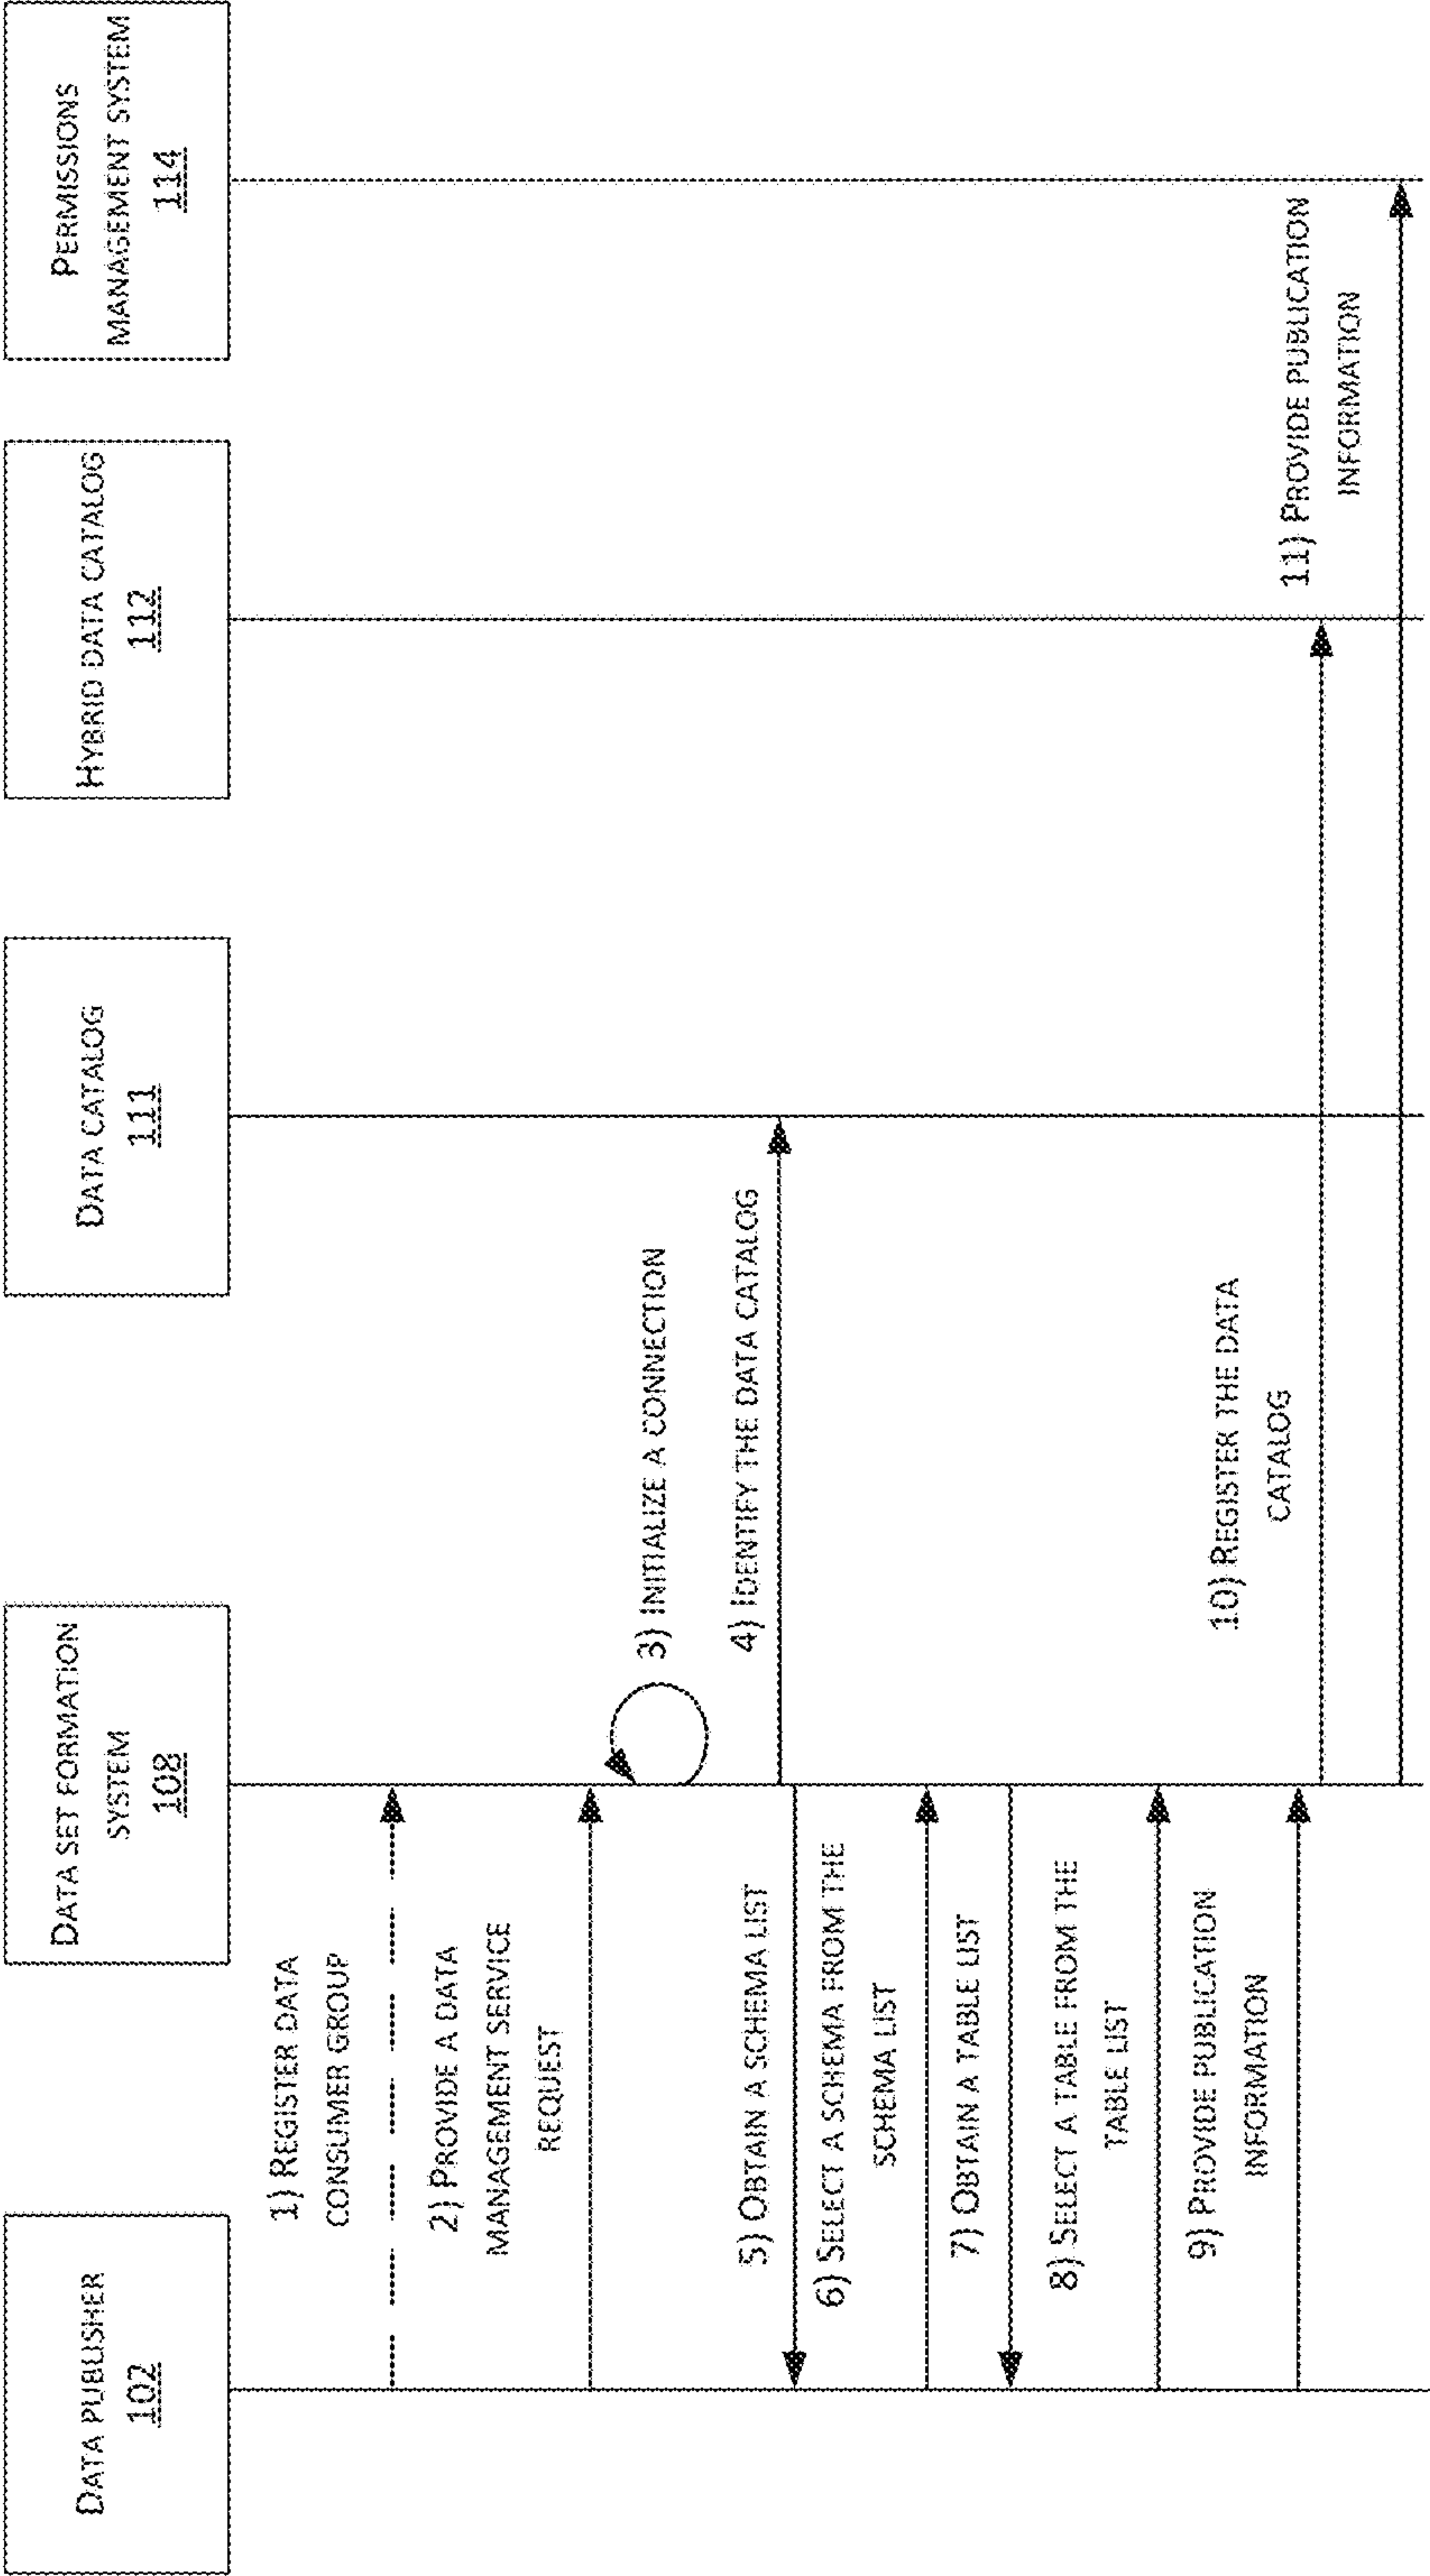 DATA PUBLISHER
102
DATA SET FORMATION
SYSTEM
108
DATA CATALOG
111
HYBRID DATA CATALOG
112
PERMISSIONS
MANAGEMENT SYSTEM
114
1) REGISTER DATA
CONSUMER GROUP
2) PROVIDE A DATA
MANAGEMENT SERVICE
REQUEST
3) INITIALIZE A CONNECTION
4) IDENTIFY THE DATA CATALOG
5) OBTAIN A SCHEMA LIST
6) SELECT A SCHEMA FROM THE
SCHEMA LIST
7) OBTAIN A TABLE LIST
8) SELECT A TABLE FROM THE
TABLE LIST
9) PROVIDE PUBLICATION
INFORMATION
10) REGISTER THE DATA
CATALOG
11) PROVIDE PUBLICATION
INFORMATION